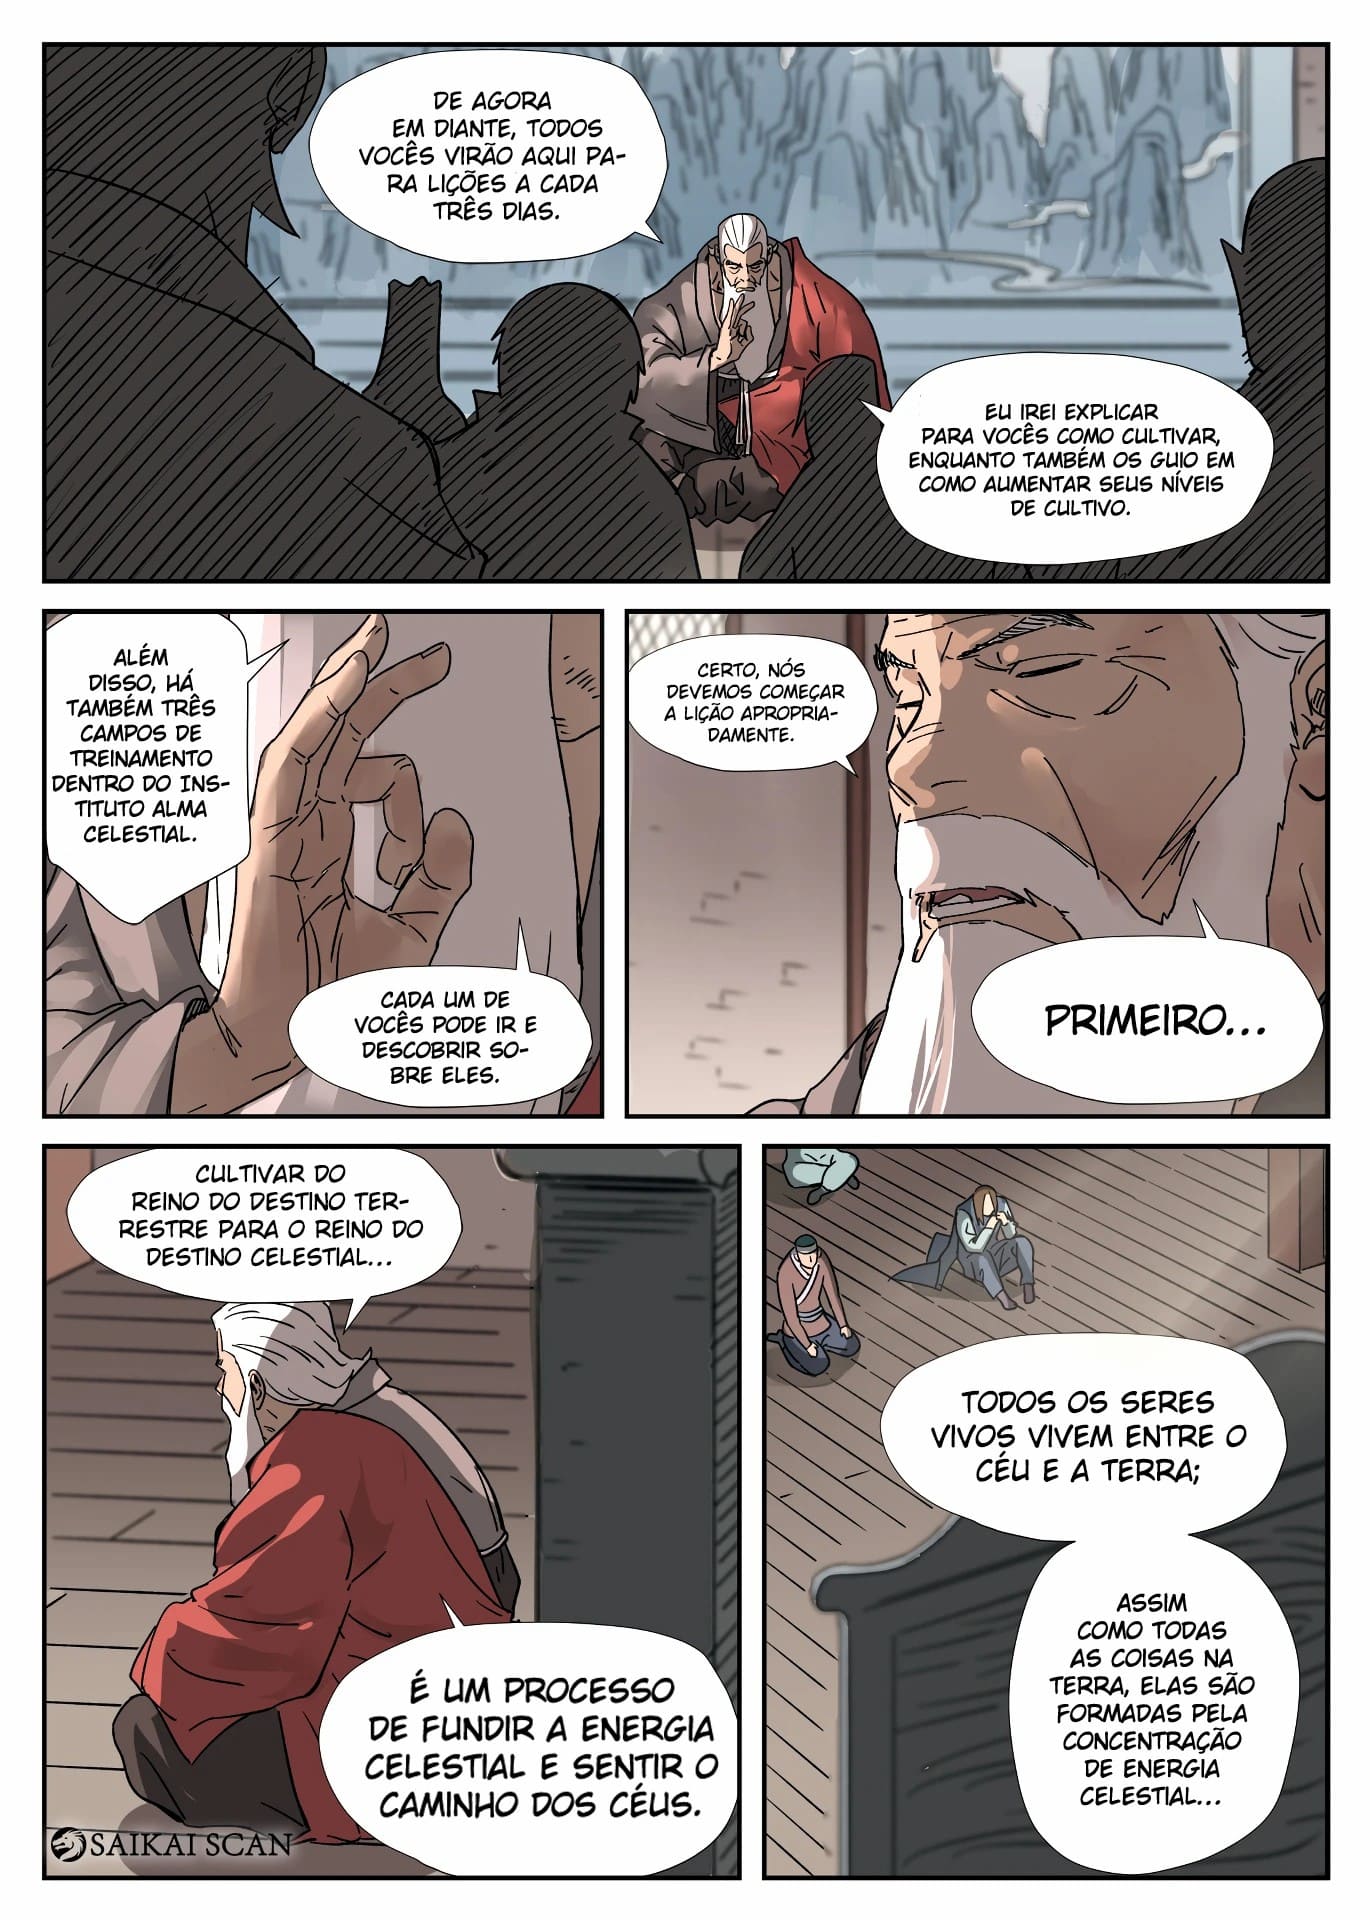 DE AGORA
EM DIANTE, TODOS
VOCÊS VIRÃO AQUI PA-
RA LIÇÕES A CADA
TRÊS DIAS.
EU IREI EXPLICAR
PARA VOCÊS COMO CULTIVAR,
ENQUANTO TAMBÉM OS GUIO EM
COMO AUMENTAR SEUS NÍVEIS
DE CULTIVO.
ALÉM
DISSO, HÁ
TAMBÉM TRÊS
CAMPOS DE
TREINAMENTO
DENTRO DO INS-
TITUTO ALMA
CELESTIAL.
CADA UM DE
VOCÊS PODE IR E
DESCOBRIR SO-
BRE ELES.
CERTO, NÓS
DEVEMOS COMEÇAR
A LIÇÃO APROPRIA-
DAMENTE.
PRIMEIRO...
CULTIVAR DO
REINO DO DESTINO TER-
RESTRE PARA O REINO DO
DESTINO CELESTIAL...
É UM PROCESSO
DE FUNDIR A ENERGIA
CELESTIAL E SENTIR O
CAMINHO DOS CÉUS.
TODOS OS SERES
VIVOS VIVEM ENTRE O
CÉU E A TERRA;
ASSIM
COMO TODAS
AS COISAS NA
TERRA, ELAS SÃO
FORMADAS PELA
CONCENTRAÇÃO
DE ENERGIA
CELESTIAL...
SAIKAI SCAN